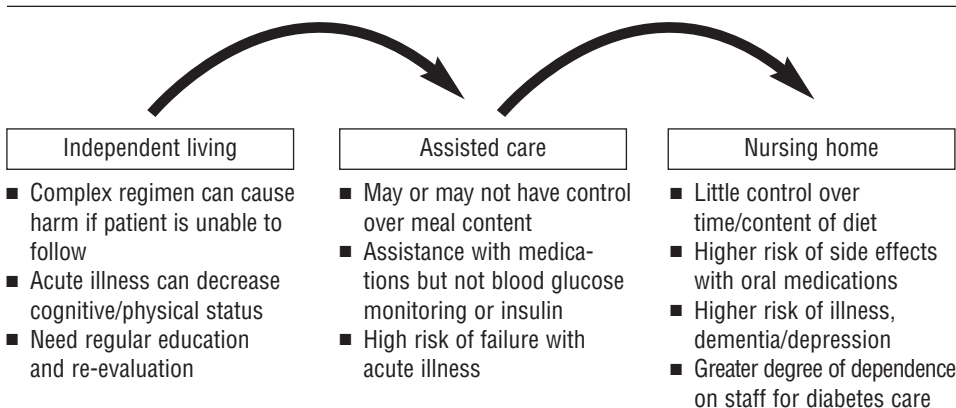 Independent living
■ Complex regimen can cause
harm if patient is unable to
follow
■ Acute illness can decrease
cognitive/physical status
■ Need regular education
and re-evaluation
Assisted care
■ May or may not have control
over meal content
■ Assistance with medica-
tions but not blood glucose
monitoring or insulin
■ High risk of failure with
acute illness
Nursing home
■ Little control over
time/content of diet
■ Higher risk of side effects
with oral medications
■ Higher risk of illness,
dementia/depression
■ Greater degree of dependence
on staff for diabetes care